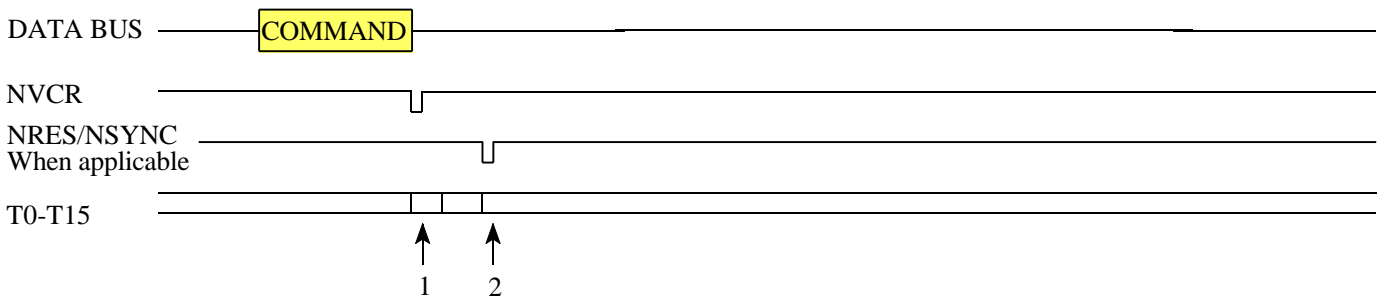 DATA BUS
COMMAND
NVCR
NRES/NSYNC
When applicable
T0-T15
1
2